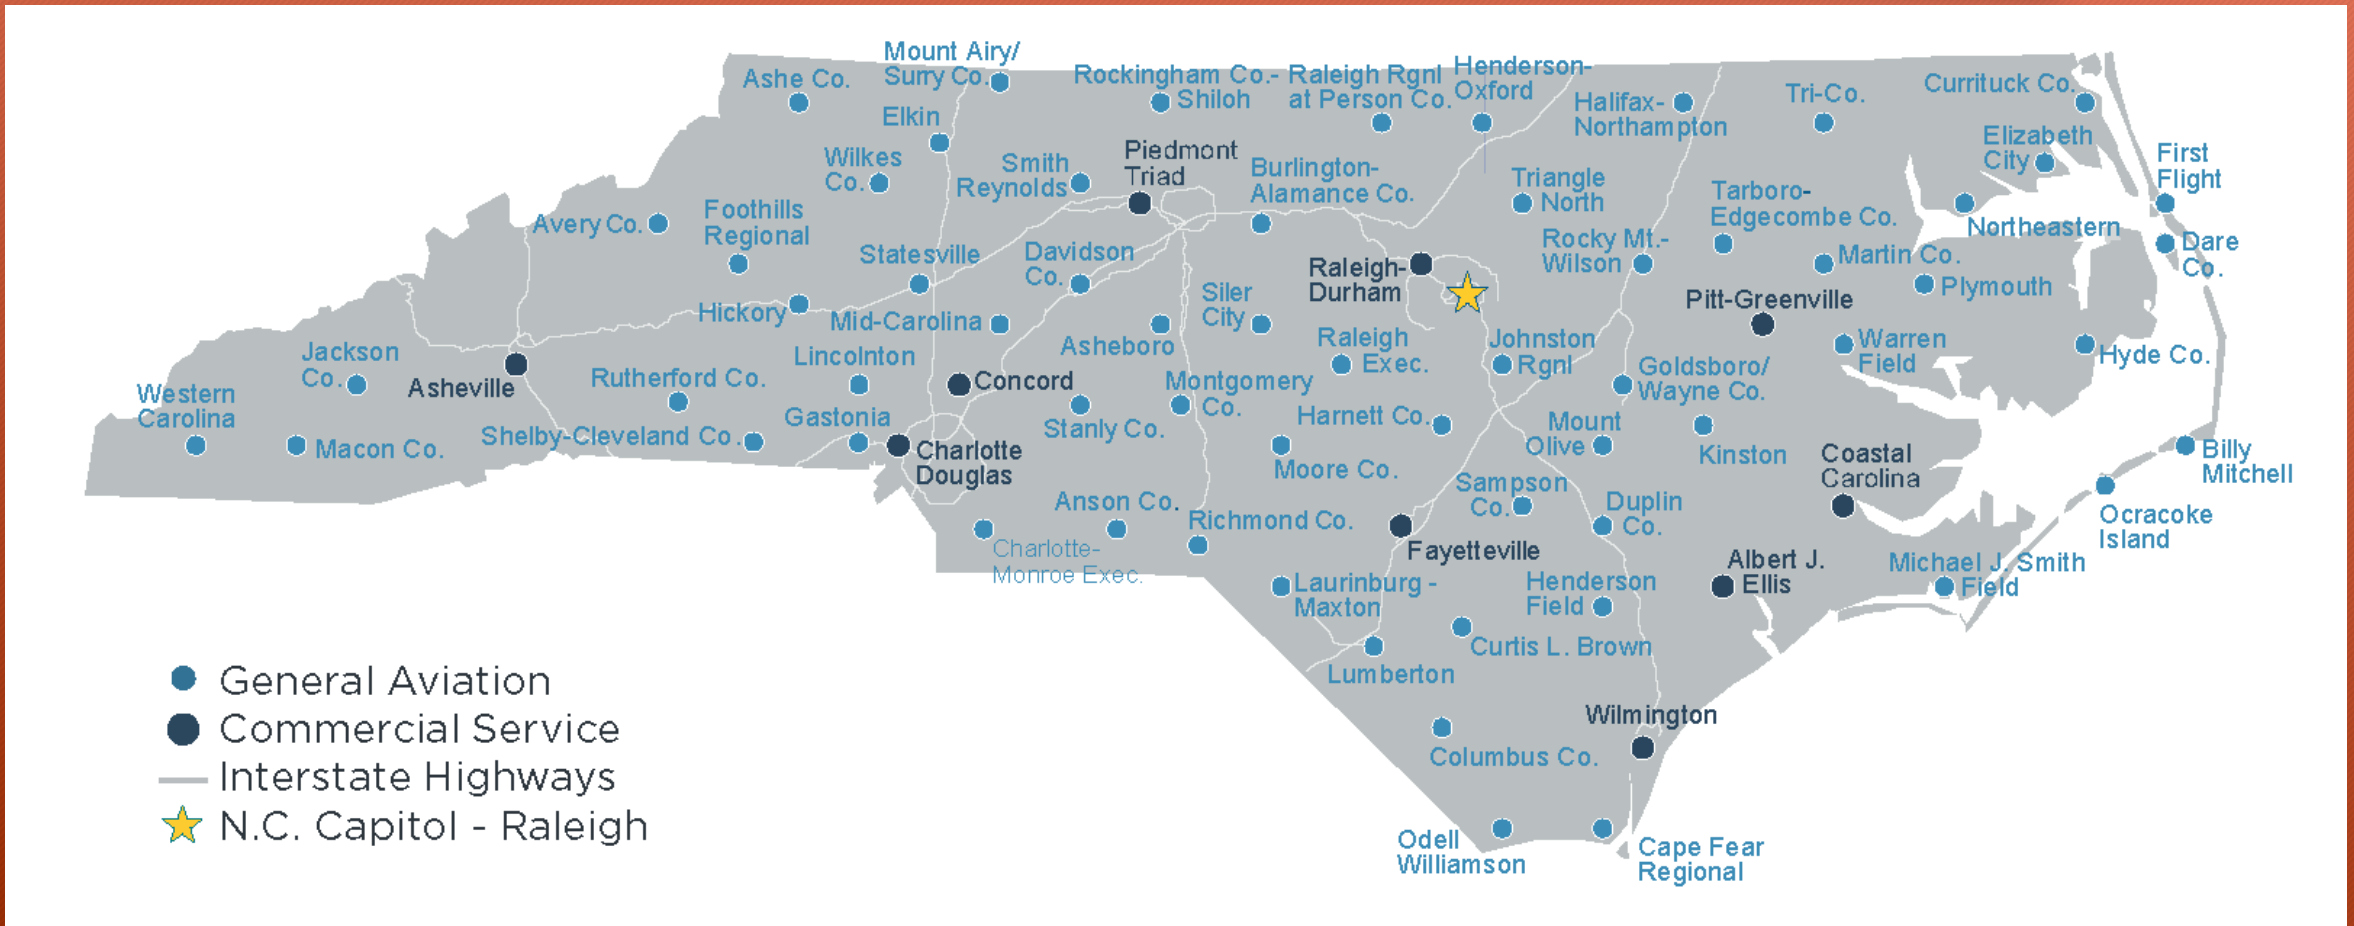 Mount Airy/
Surry Co.
Ashe Co.
Rockingham Co.-
Shiloh
Raleigh Rgnl
at Person Co.
Henderson-
Oxford
Halifax-
Northampton
Tri-Co.
Currituck Co.
Elkin
Elizabeth
City
First
Flight
Wilkes
Co.
Smith
Reynolds
Piedmont
Triad
Burlington-
Alamance Co.
Triangle
North
Tarboro-
Edgecombe Co.
Northeastern
Avery Co.
Foothills
Regional
Statesville
Davidson
Co.
Raleigh-
Durham
Rocky Mt.-
Wilson
Martin Co.
Dare
Co.
Hickory
Mid-Carolina
Siler
City
Pitt-Greenville
Plymouth
Jackson
Co.
Asheville
Lincolnton
Asheboro
Raleigh
Exec.
Johnston
Rgnl
Warren
Field
Hyde Co.
Western
Carolina
Rutherford Co.
Concord
Montgomery
Co.
Goldsboro/
Wayne Co.
Macon Co.
Shelby-Cleveland Co.
Gastonia
Charlotte
Douglas
Stanly Co.
Harnett Co.
Moore Co.
Mount
Olive
Kinston
Coastal
Carolina
Billy
Mitchell
Anson Co.
Richmond Co.
Sampson
Co.
Duplin
Co.
Ocracoke
Island
Charlotte-
Monroe Exec.
Fayetteville
Albert J.
Ellis
Michael J. Smith
Field
Laurinburg -
Maxton
Henderson
Field
Curtis L. Brown
Lumberton
Wilmington
Columbus Co.
Odell
Williamson
Cape Fear
Regional
General Aviation
Commercial Service
Interstate Highways
N.C. Capitol - Raleigh